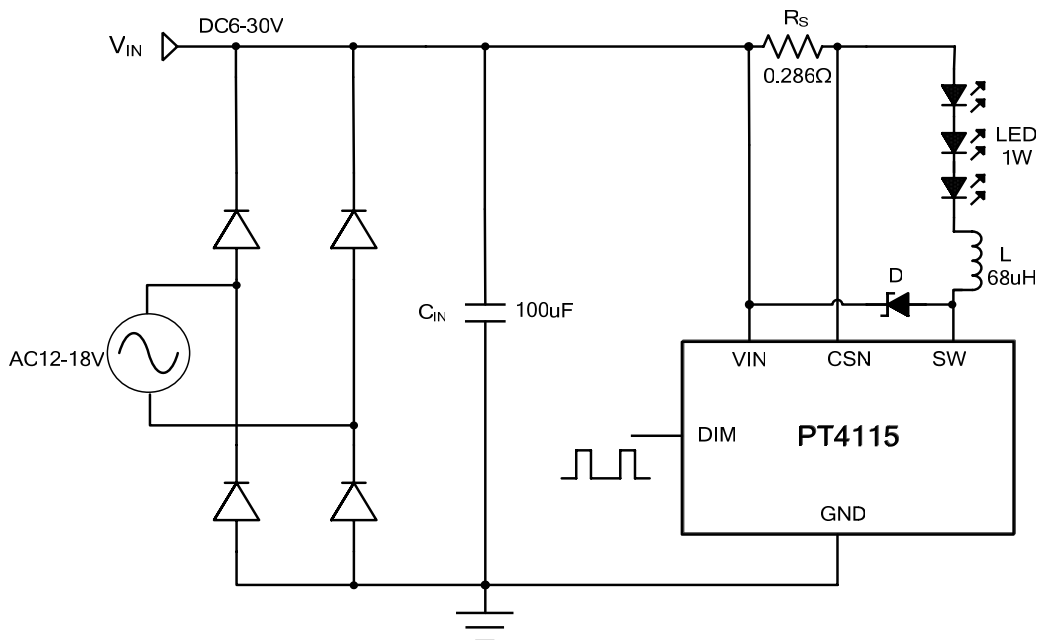 DC6-30V
VIN
RS
0.286Ω
LED
1W
L
68uH
D
CIN
100uF
AC12-18V
VIN
CSN
SW
DIM
PT4115
GND